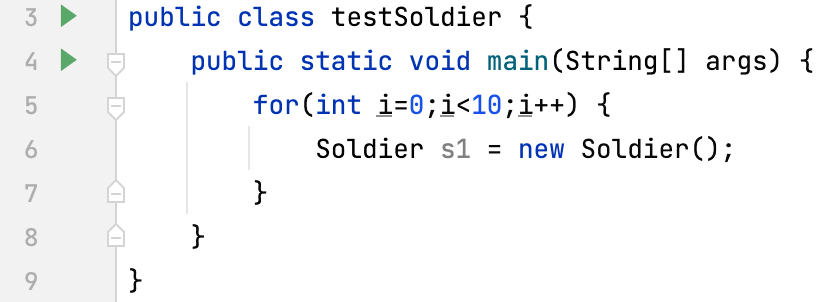 3 public class testSoldier {
4 public static void main(String[] args) {
5 for(int i=0;i<10;i++) {
6 Soldier s1 = new Soldier();
7 }
8 }
9 }